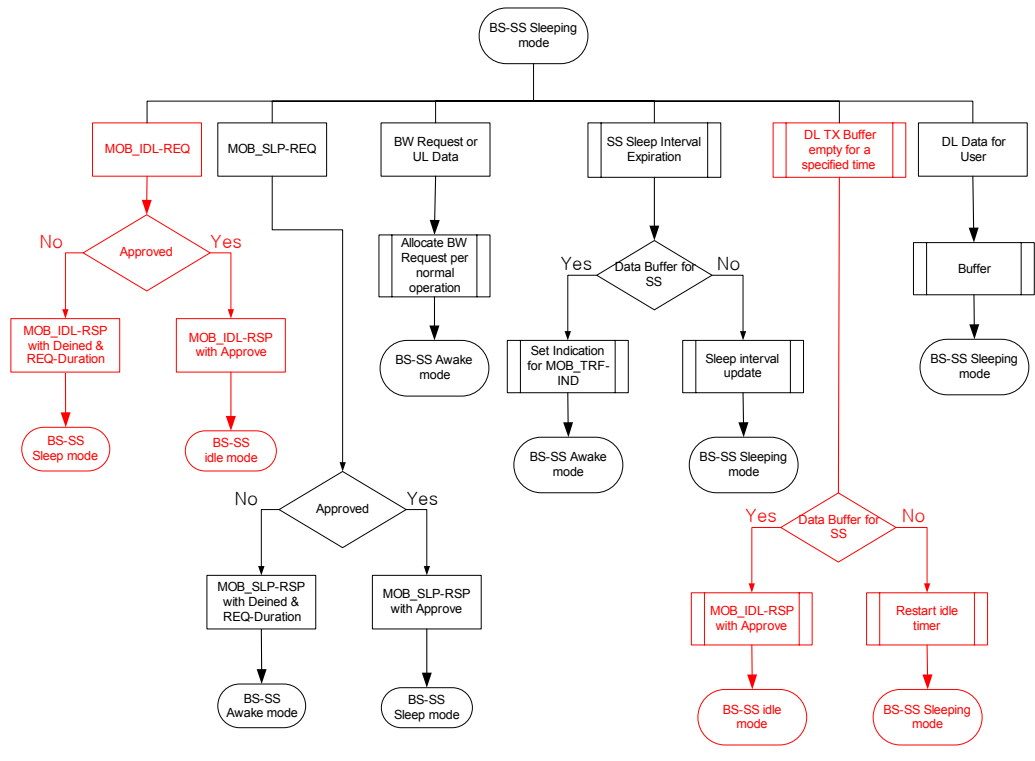 BS-SS Sleeping
mode
MOB_IDL-REQ
MOB_SLP-REQ
BW Request or
UL Data
SS Sleep Interval
Expiration
DL TX Buffer
empty for a
specified time
DL Data for
User
No
Approved
Yes
Allocate BW
Request per
normal
operation
Yes
Data Buffer for
SS
No
Buffer
MOB_IDL-RSP
with Deined &
REQ-Duration
MOB_IDL-RSP
with Approve
BS-SS Awake
mode
Set Indication
for MOB_TRF-
IND
Sleep interval
update
BS-SS Sleeping
mode
BS-SS
Sleep mode
BS-SS
idle mode
BS-SS Awake
mode
BS-SS Sleeping
mode
No
Approved
Yes
Yes
Data Buffer for
SS
No
MOB_SLP-RSP
with Deined &
REQ-Duration
MOB_SLP-RSP
with Approve
MOB_IDL-RSP
with Approve
Restart idle
timer
BS-SS
Awake mode
BS-SS
Sleep mode
BS-SS idle
mode
BS-SS Sleeping
mode